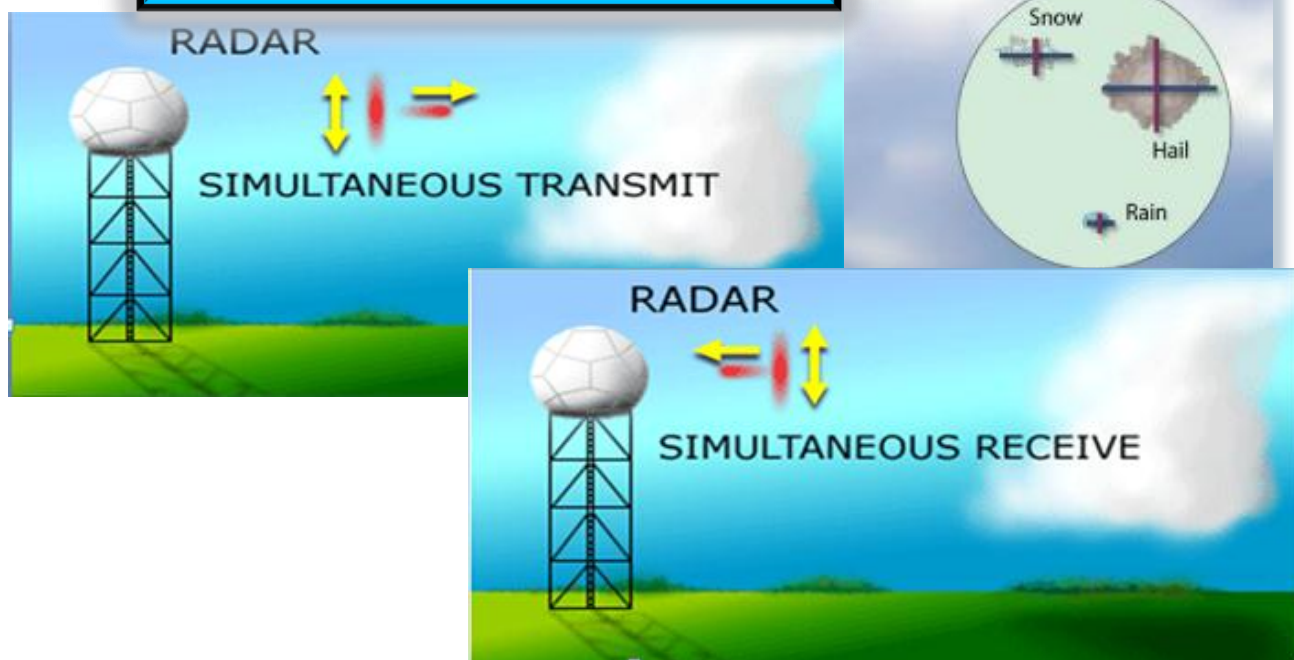 RADAR
SIMULTANEOUS TRANSMIT
Snow
Hail
Rain
RADAR
SIMULTANEOUS RECEIVE